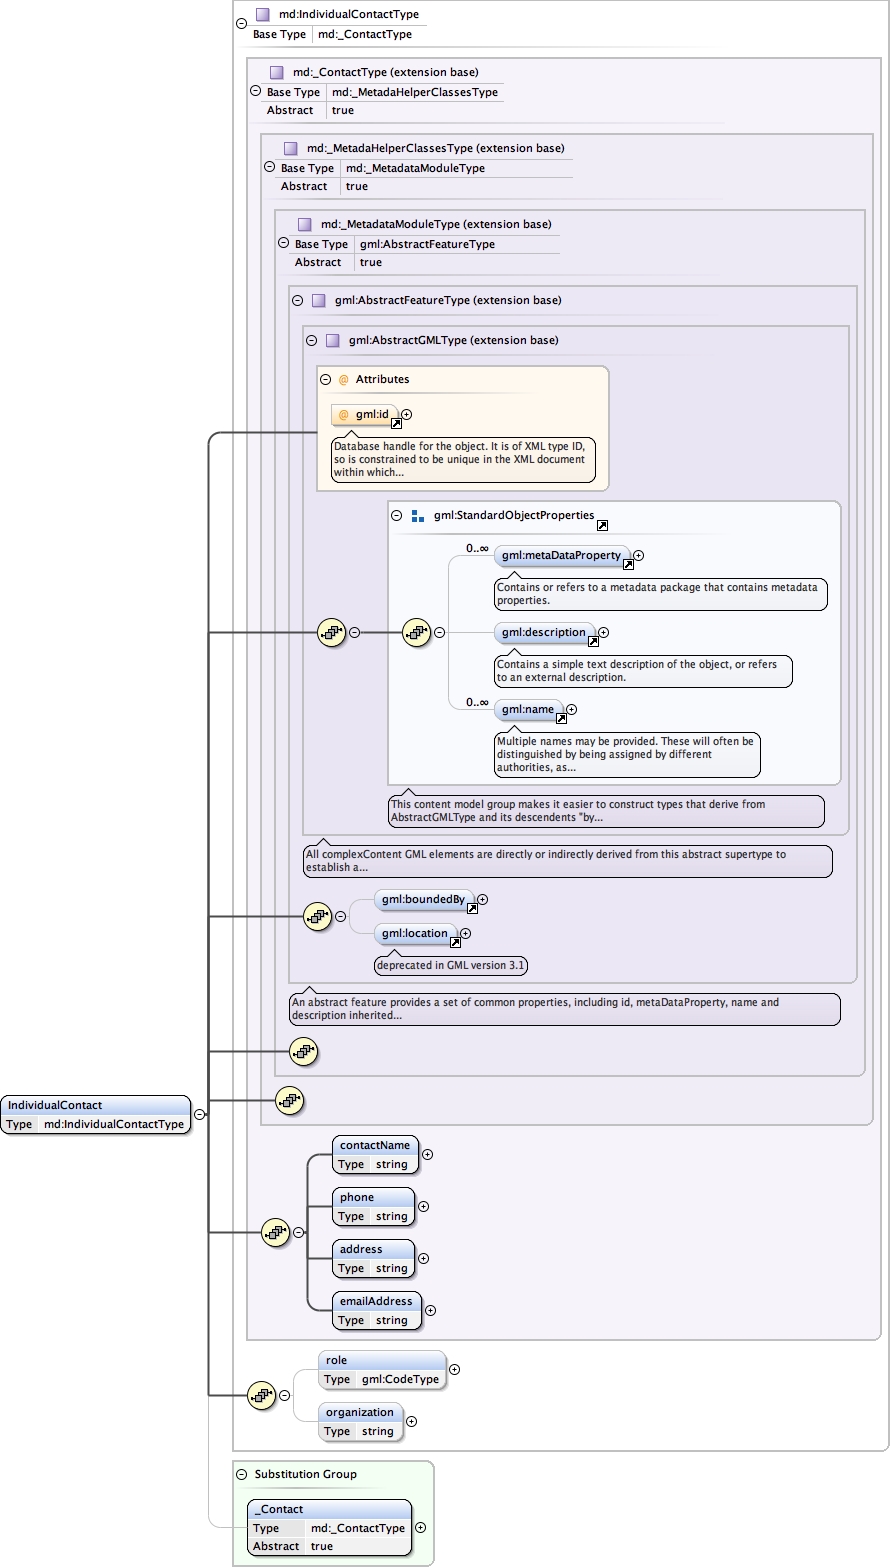 md:IndividualContactType
Base Type md:_ContactType
md:_ContactType (extension base)
Base Type md:_MetadaHelperClassesType
Abstract true
md:_MetadaHelperClassesType (extension base)
Base Type md:_MetadataModuleType
Abstract true
md:_MetadataModuleType (extension base)
Base Type gml:AbstractFeatureType
Abstract true
gml:AbstractFeatureType (extension base)
gml:AbstractGMLType (extension base)
@ Attributes
@ gml:id
Database handle for the object. It is of XML type ID,
so is constrained to be unique in the XML document
within which...
gml:StandardObjectProperties
0..∞
gml:metaDataProperty
Contains or refers to a metadata package that contains metadata
properties.
gml:description
Contains a simple text description of the object, or refers
to an external description.
0..∞
gml:name
Multiple names may be provided. These will often be
distinguished by being assigned by different
authorities, as...
This content model group makes it easier to construct types that derive from
AbstractGMLType and its descendents "by...
All complexContent GML elements are directly or indirectly derived from this abstract supertype to
establish a...
gml:boundedBy
gml:location
deprecated in GML version 3.1
An abstract feature provides a set of common properties, including id, metaDataProperty, name and
description inherited...
IndividualContact
Type md:IndividualContactType
contactName
Type string
phone
Type string
address
Type string
emailAddress
Type string
role
Type gml:CodeType
organization
Type string
Substitution Group
_Contact
Type md:_ContactType
Abstract true